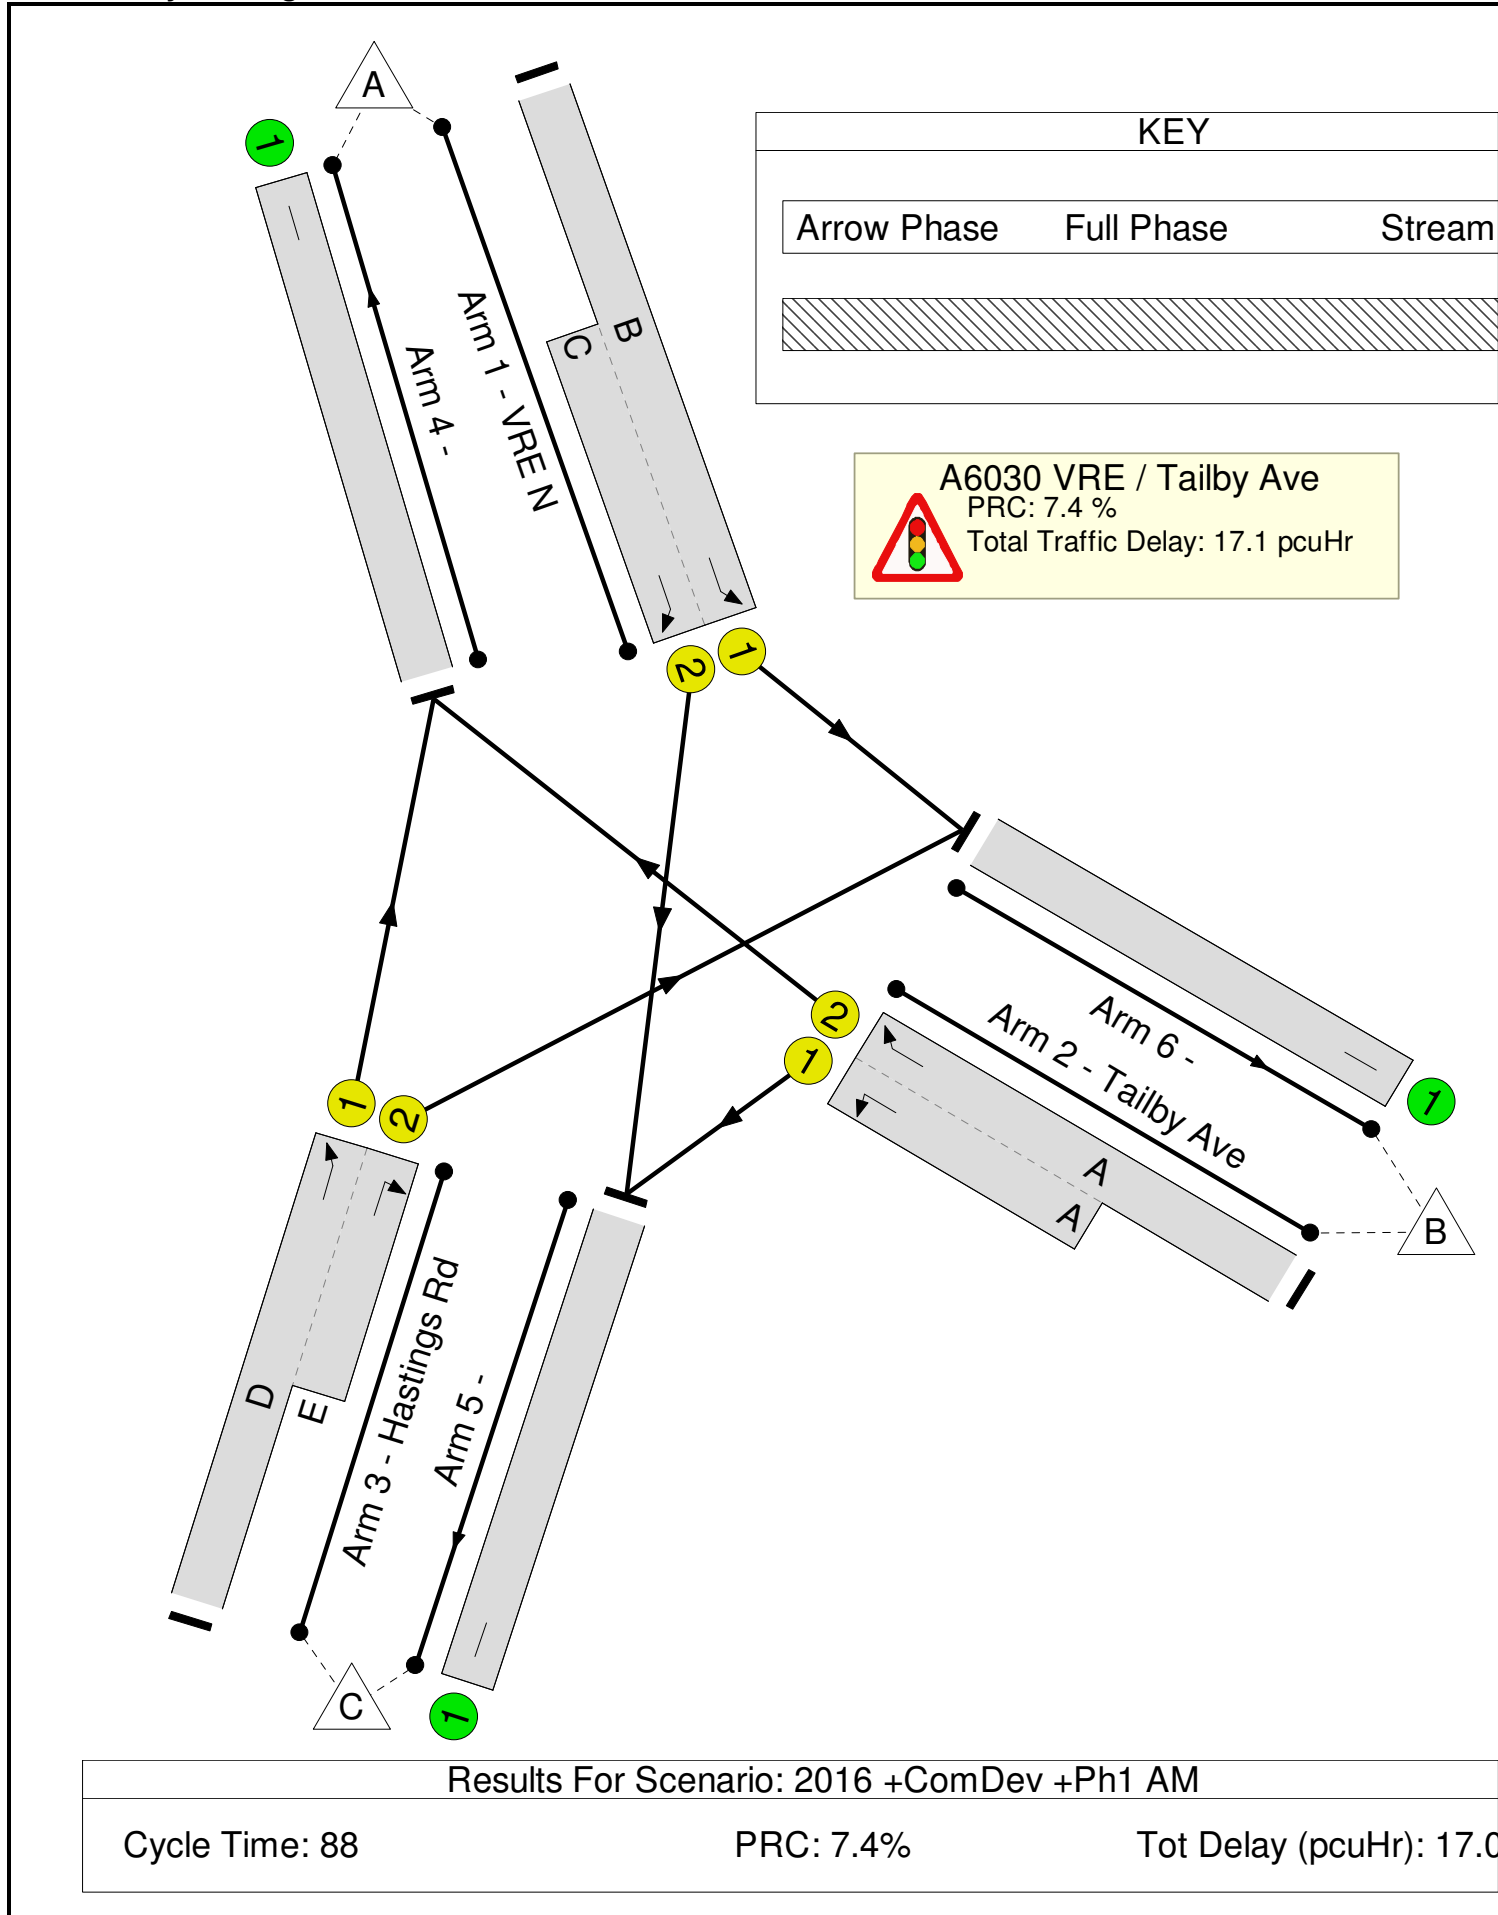 A
1
KEY
Arrow Phase Full Phase Stream
B
C
Arm 1 - VRE N
Arm 4 -
A6030 VRE / Tailby Ave
PRC: 7.4 %
Total Traffic Delay: 17.1 pcuHr
2
1
2
1
Arm 6 -
Arm 2 - Tailby Ave
A
A
1
B
1
2
D
E
Arm 3 - Hastings Rd
Arm 5 -
C
1
Results For Scenario: 2016 +ComDev +Ph1 AM
Cycle Time: 88 PRC: 7.4% Tot Delay (pcuHr): 17.0